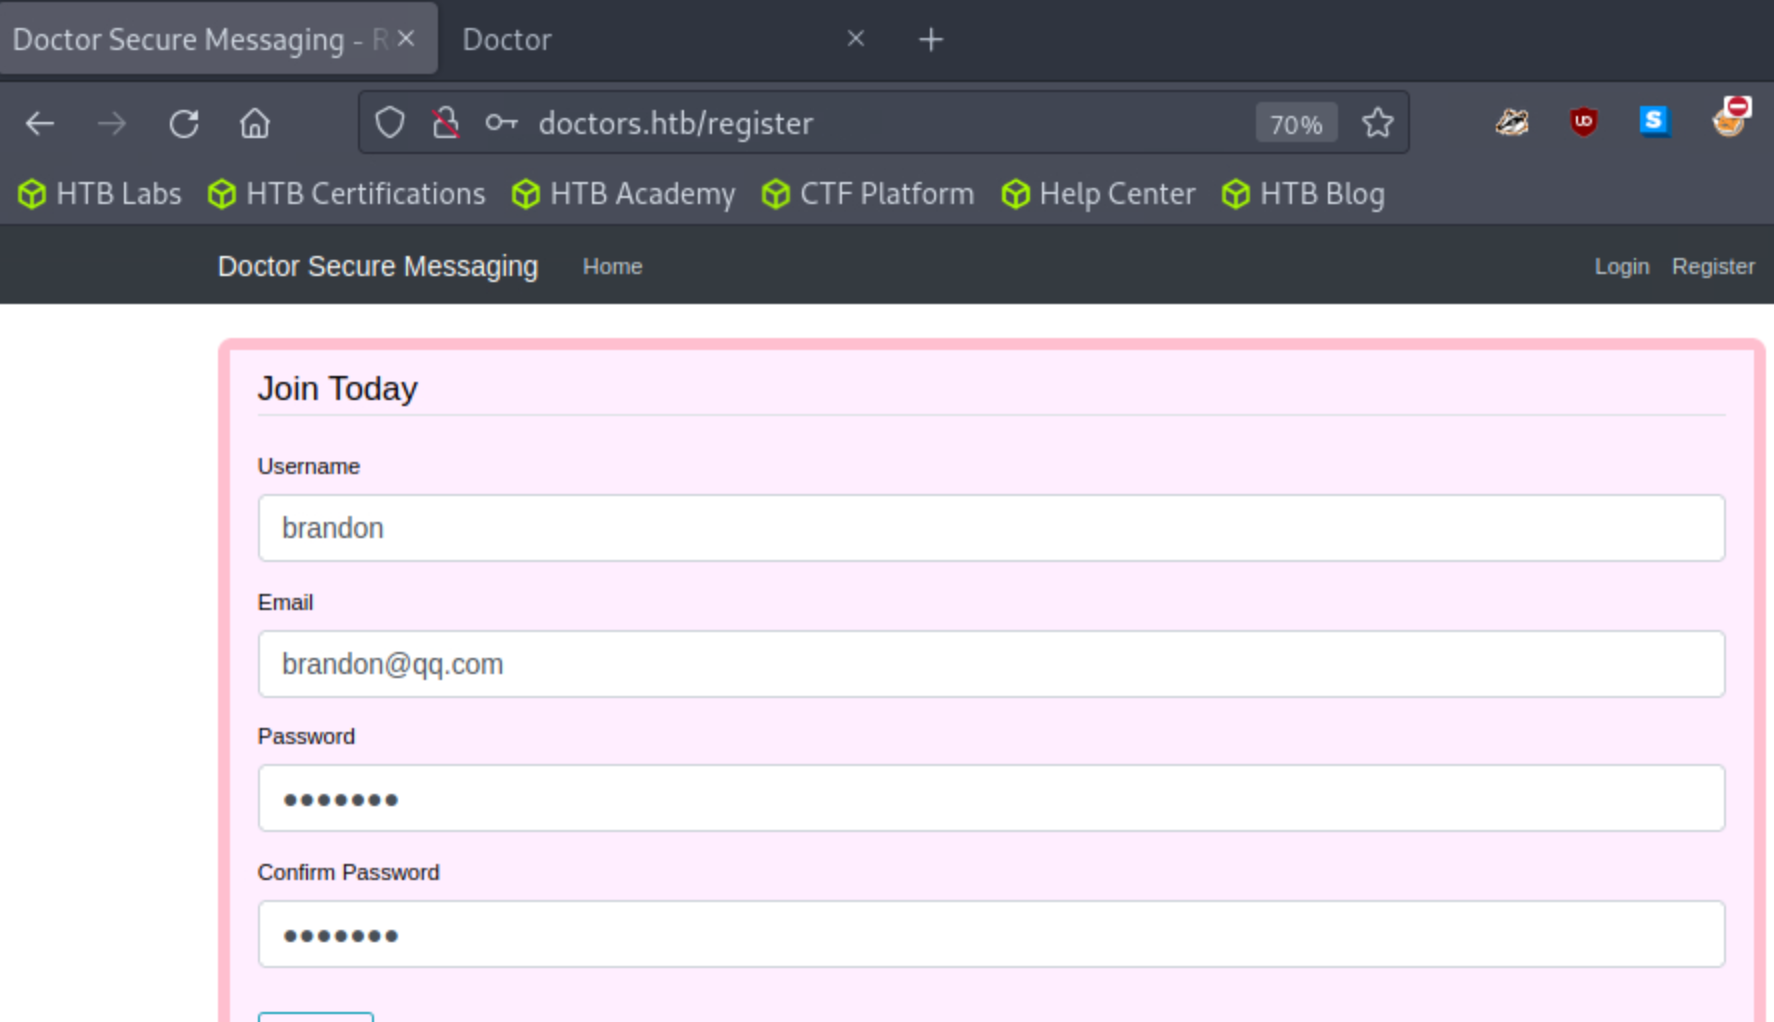 Doctor Secure Messaging - R
Doctor
doctors.htb/register
70%
HTB Labs HTB Certifications HTB Academy CTF Platform Help Center HTB Blog
Doctor Secure Messaging Home Login Register
Join Today
Username
brandon
Email
brandon@qq.com
Password
•••••••
Confirm Password
•••••••